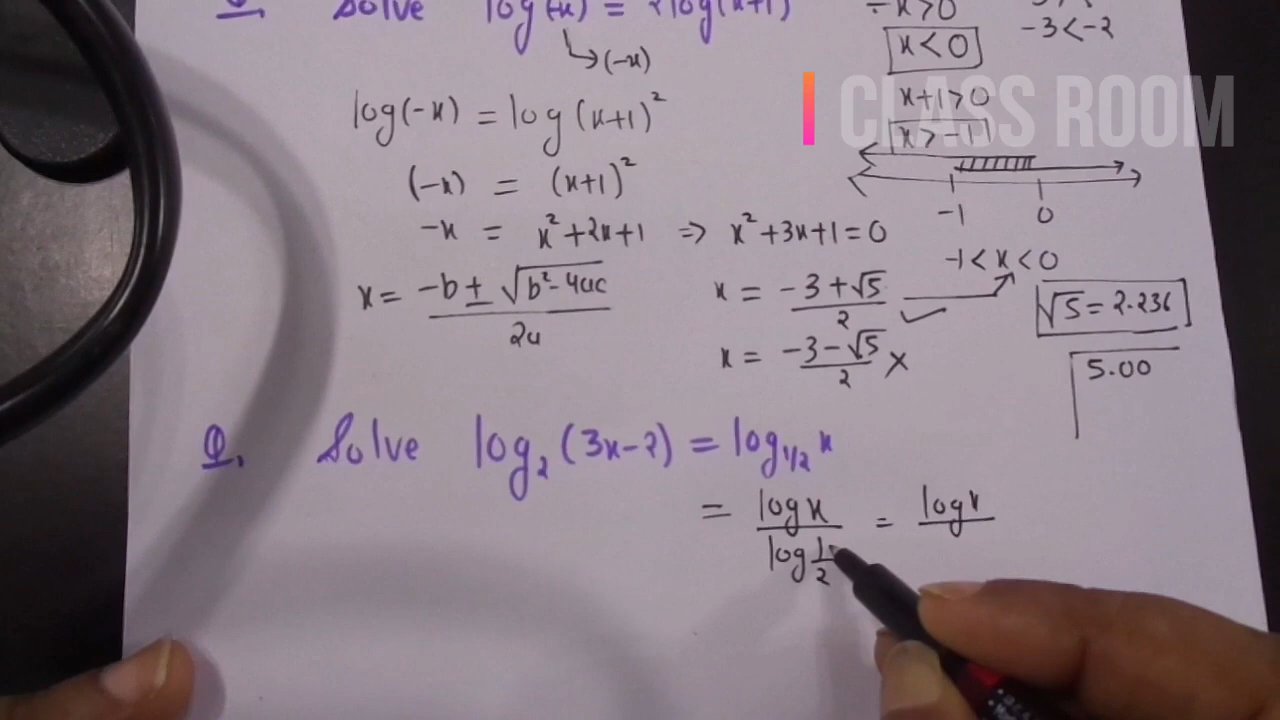 Q. Solve log(-x) = 2log(x+1)
→(-x)
log(-x) = log(x+1)²
(-x) = (x+1)²
-x = x²+2x+1 ⇒ x²+3x+1=0
x = (-b ± √(b²-4ac))/2a
x = (-3+√5)/2 ✓
x = (-3-√5)/2 ×
-x>0
x<0
-3<-2
x+1>0
x>-1
-1 0
-1<x<0
√5=2.236
5.00
CLASS ROOM
Q. Solve log₂(3x-2) = log₁/₂ x
= log x / log 1/2 = log x